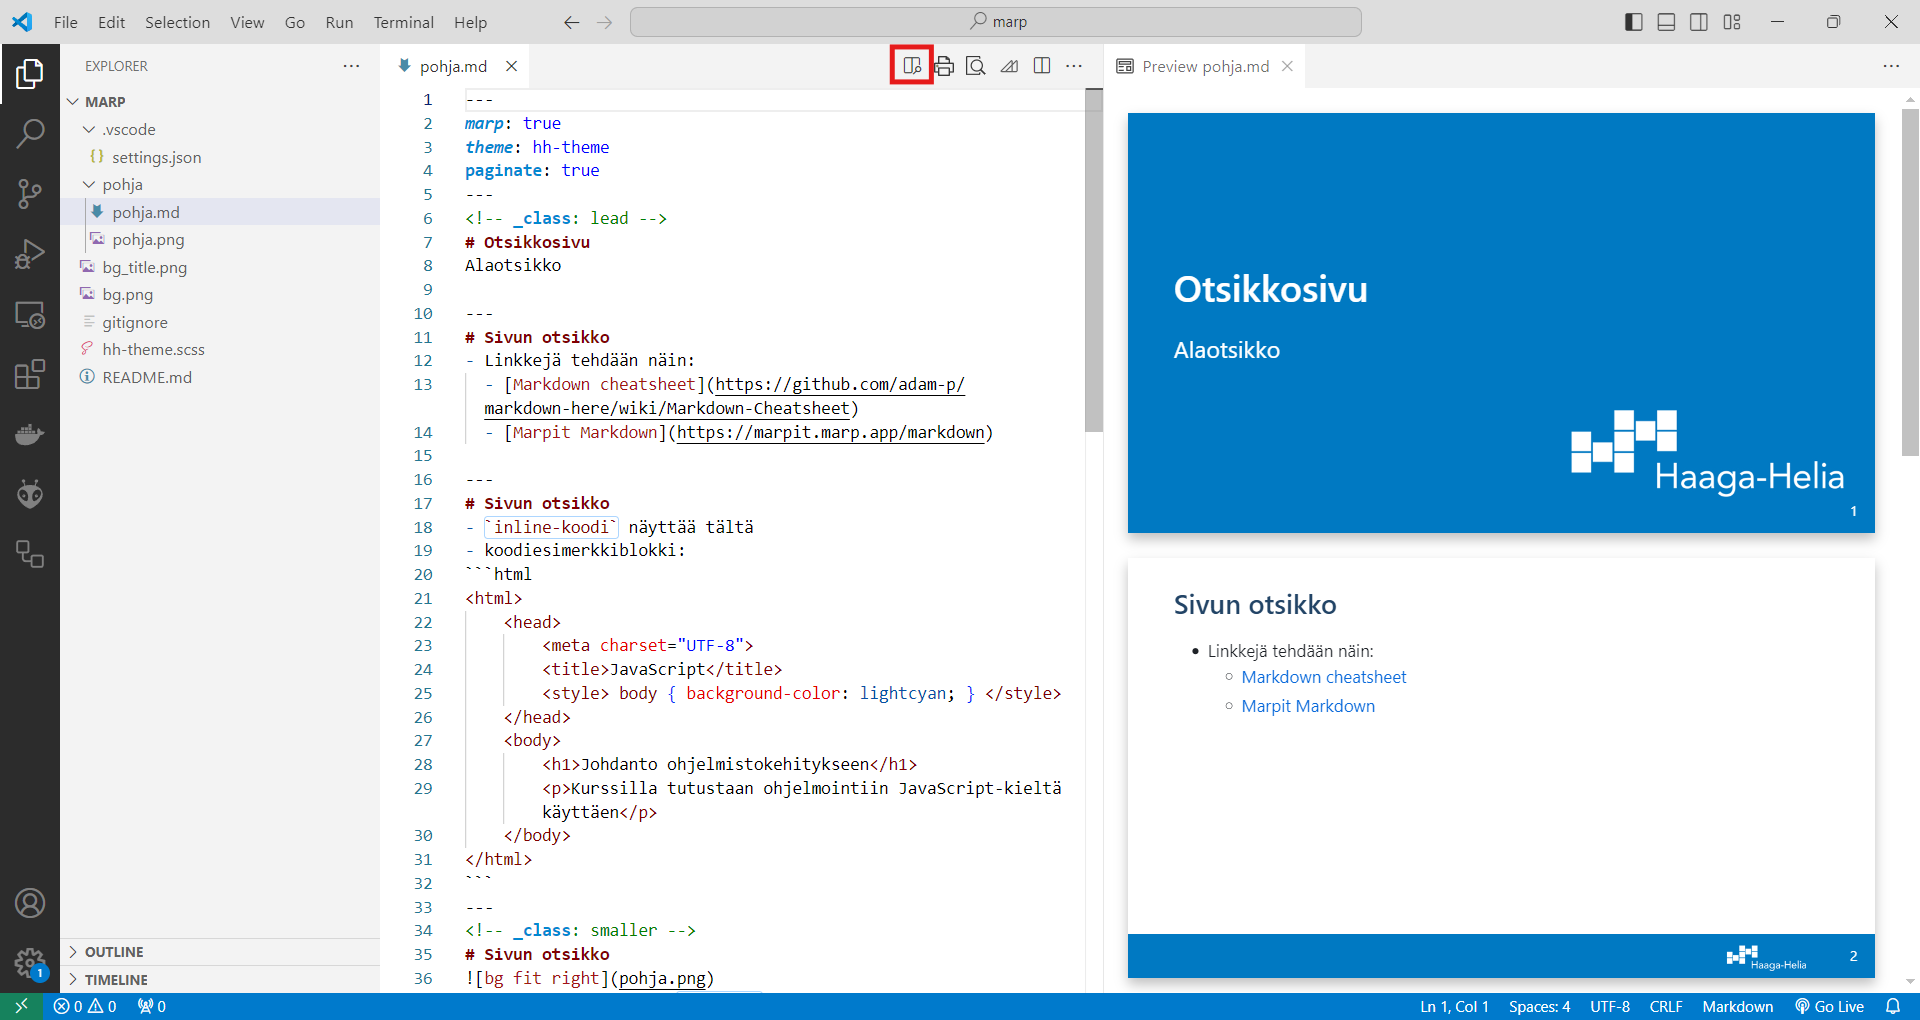 File Edit Selection View Go Run Terminal Help
marp
EXPLORER
MARP
.vscode
settings.json
pohja
pohja.md
pohja.png
bg_title.png
bg.png
gitignore
hh-theme.scss
README.md
OUTLINE
TIMELINE
pohja.md
1 ---
2 marp: true
3 theme: hh-theme
4 paginate: true
5 ---
6 <!-- _class: lead -->
7 # Otsikkosivu
8 Alaotsikko
9
10 ---
11 # Sivun otsikko
12 - Linkkejä tehdään näin:
13 - [Markdown cheatsheet](https://github.com/adam-p/
markdown-here/wiki/Markdown-Cheatsheet)
14 - [Marpit Markdown](https://marpit.marp.app/markdown)
15
16 ---
17 # Sivun otsikko
18 - `inline-koodi` näyttää tältä
19 - koodiesimerkkiblokki:
20 ```html
21 <html>
22 <head>
23 <meta charset="UTF-8">
24 <title>JavaScript</title>
25 <style> body { background-color: lightcyan; } </style>
26 </head>
27 <body>
28 <h1>Johdanto ohjelmistokehitykseen</h1>
29 <p>Kurssilla tutustaan ohjelmointiin JavaScript-kieltä
käyttäen</p>
30 </body>
31 </html>
32 ```
33 ---
34 <!-- _class: smaller -->
35 # Sivun otsikko
36 ![bg fit right](pohja.png)
Preview pohja.md
Otsikkosivu
Alaotsikko
Haaga-Helia
1
Sivun otsikko
• Linkkejä tehdään näin:
○ Markdown cheatsheet
○ Marpit Markdown
Haaga-Helia
2
1
0 0 0
Ln 1, Col 1 Spaces: 4 UTF-8 CRLF Markdown Go Live